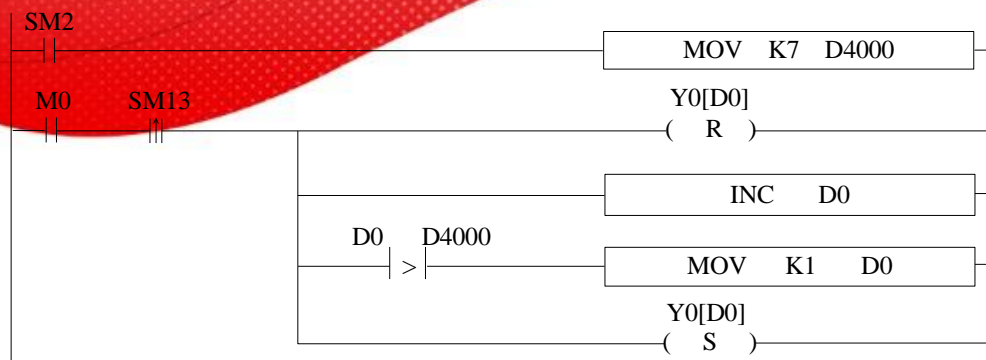 SM2
MOV K7 D4000
M0 SM13
Y0[D0]
( R )
INC D0
D0 D4000
>
MOV K1 D0
Y0[D0]
( S )